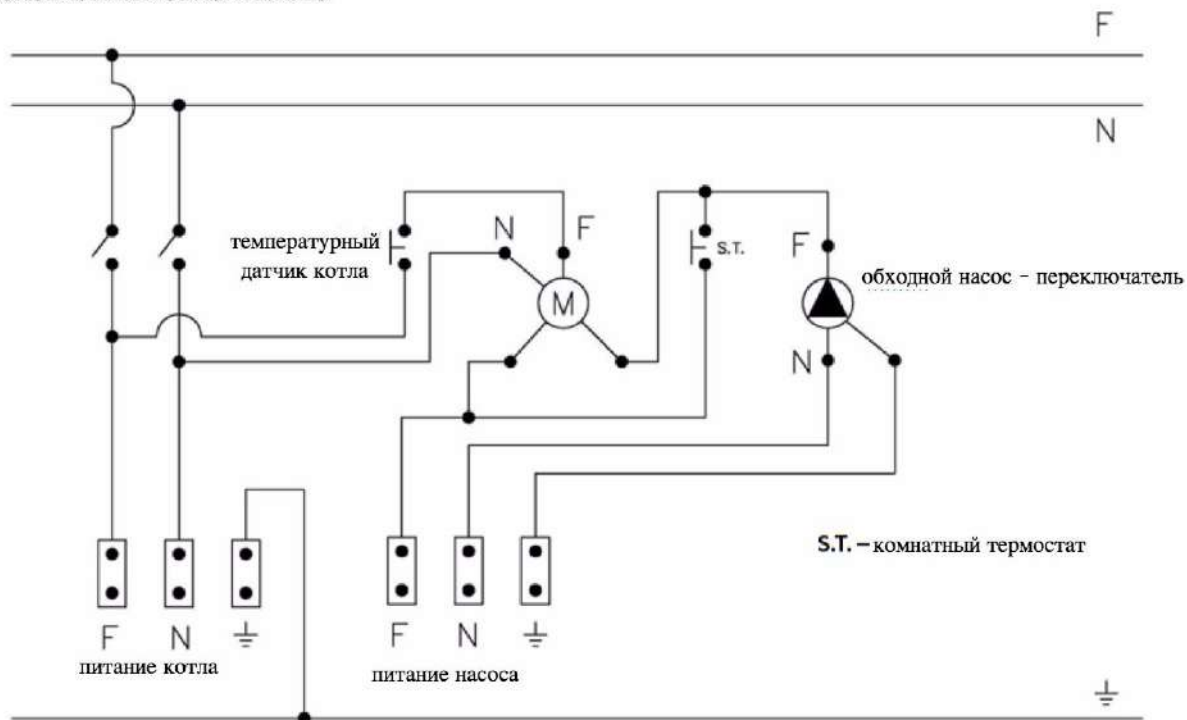 F
N
температурный
датчик котла
N
F
M
S.T.
F
обходной насос - переключатель
N
S.T. – комнатный термостат
F
N
питание котла
F
N
питание насоса